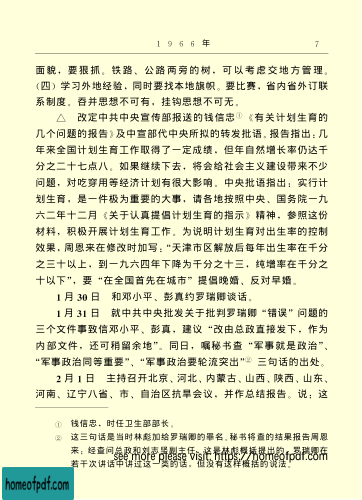 1966年 7
面貌，要狠抓。铁路、公路两旁的树，可以考虑交地方管理。
(四) 学习外地经验，同时要找本地旗帜。要比赛，省内省外订联
系制度。吞并思想不可有，挂钩思想不可无。
△ 改定中共中央宣传部报送的钱信忠①《有关计划生育的
几个问题的报告》及中宣部代中央所拟的转发批语。报告指出：几
年来全国计划生育工作取得了一定成绩，但年自然增长率仍达千
分之二十七点八。如果继续下去，将会给社会主义建设带来不少
问题，对吃穿用等经济计划有很大影响。中央批语指出：实行计
划生育，是一件极为重要的大事，请各地按照中央、国务院一九
六二年十二月《关于认真提倡计划生育的指示》精神，参照这份
材料，积极开展计划生育工作。为说明计划生育对出生率的控制
效果，周恩来在修改时加写：“天津市区解放后每年出生率在千分
之三十以上，到一九六四年下降为千分之十三，纯增率在千分之
十以下”，要“在全国首先在城市”提倡晚婚、反对早婚。
1月30日 和邓小平、彭真约罗瑞卿谈话。
1月31日 就中共中央批发关于批判罗瑞卿“错误”问题的
三个文件事致信邓小平、彭真，建议“改由总政直接发下，作为
内部文件，还可稍留余地”。同日，嘱秘书查“军事就是政治”、
“军事政治同等重要”、“军事政治要轮流突出”②三句话的出处。
2月1日 主持召开北京、河北、内蒙古、山西、陕西、山东、
河南、辽宁八省、市、自治区抗旱会议，并作总结报告。说：这
① 钱信忠，时任卫生部部长。
② 这三句话是当时林彪加给罗瑞卿的罪名。秘书将查的结果报告周恩
来：经查问总政和刘志坚副主任，这是林彪概括提出的，罗瑞卿在
若干次讲话中讲过这一类的话，但没有这样概括的说法。
see more please visit: https://homeofpdf.com
homeofpdf.com
homeofpdf.com